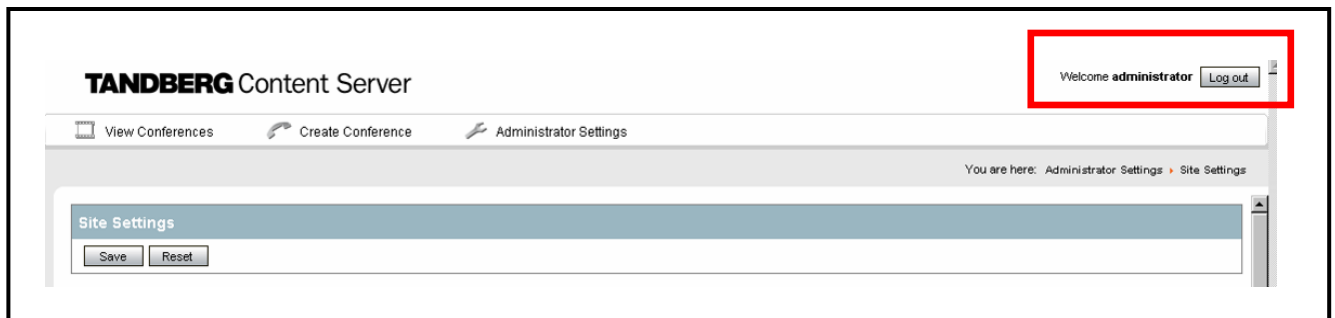 TANDBERG Content Server
Welcome administrator Log out
View Conferences Create Conference Administrator Settings
You are here: Administrator Settings ▸ Site Settings
Site Settings
Save Reset